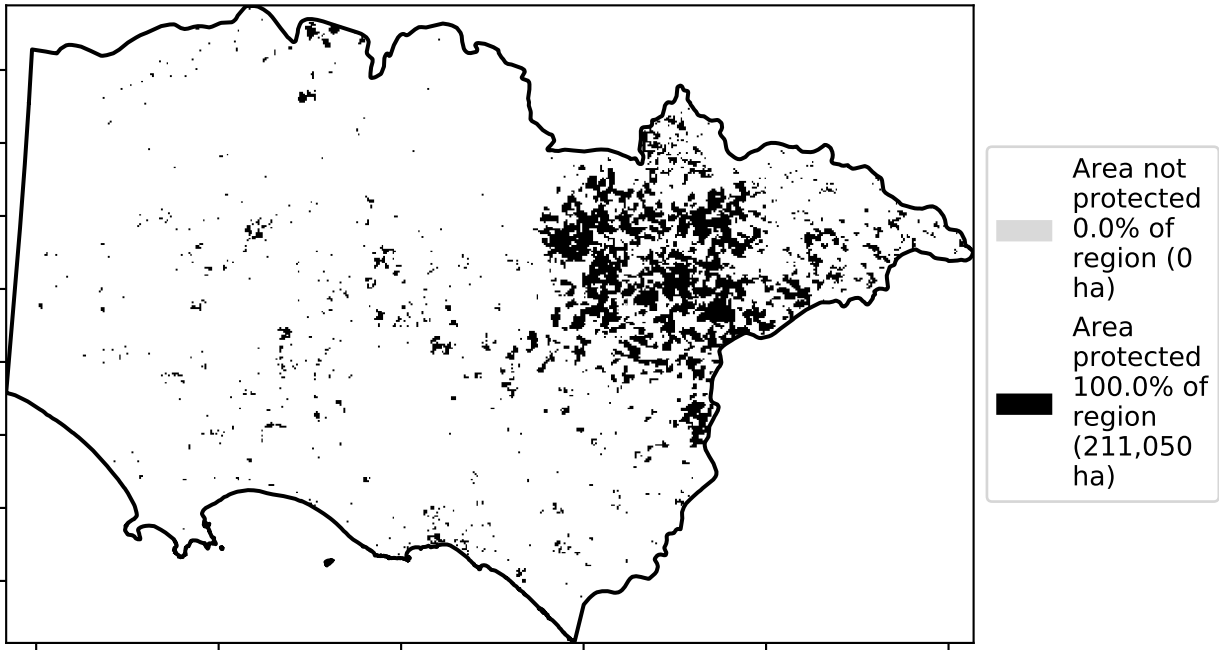 Area not
protected
0.0% of
region (0
ha)
Area
protected
100.0% of
region
(211,050
ha)